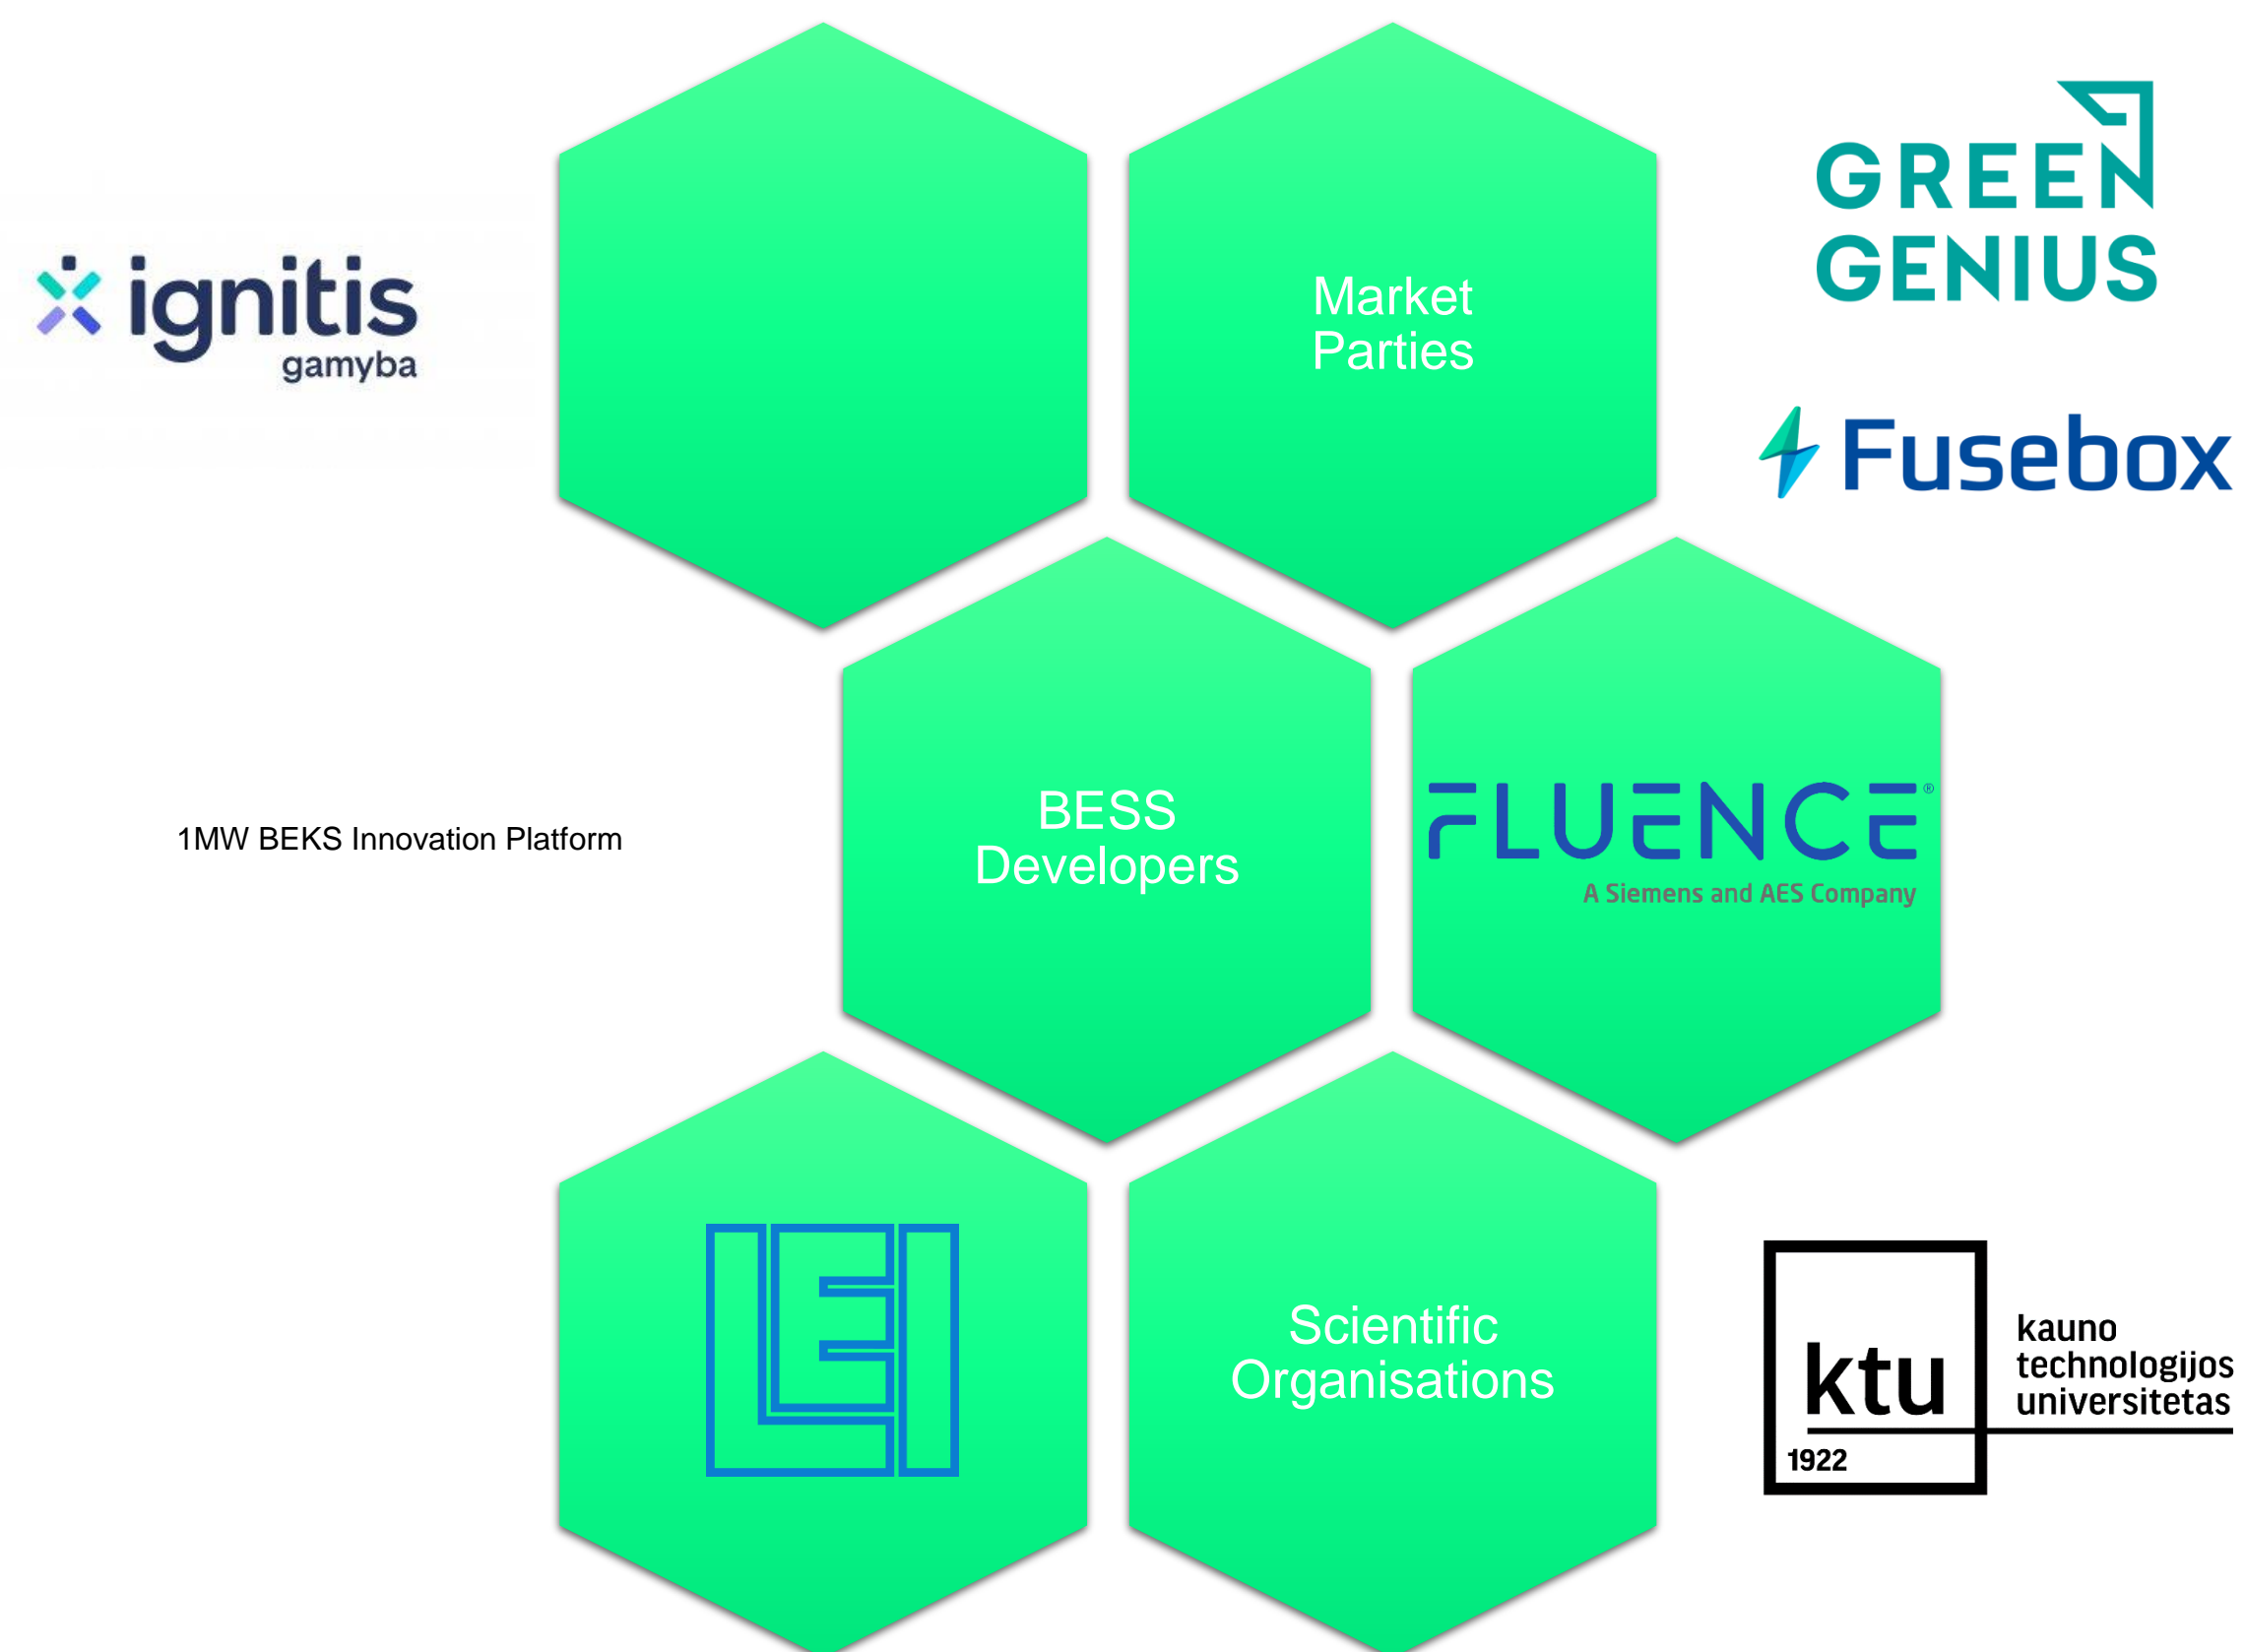 ignitis
gamyba
Market
Parties
GREEN
GENIUS
Fusebox
1MW BEKS Innovation Platform
BESS
Developers
FLUENCE®
A Siemens and AES Company
LEI
Scientific
Organisations
ktu
1922
kauno
technologijos
universitetas